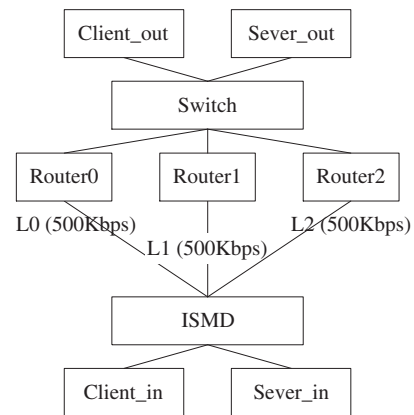 Client_out
Sever_out
Switch
Router0
Router1
Router2
L0 (500Kbps)
L1 (500Kbps)
L2 (500Kbps)
ISMD
Client_in
Sever_in